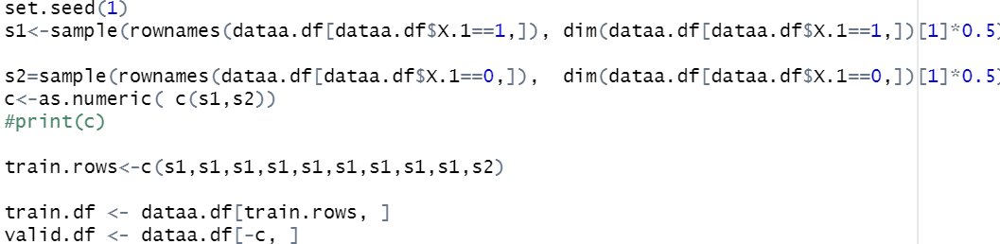 set.seed(1)
s1<-sample(rownames(dataa.df[dataa.df$X.1==1,]), dim(dataa.df[dataa.df$X.1==1,])[1]*0.5)
s2=sample(rownames(dataa.df[dataa.df$X.1==0,]),  dim(dataa.df[dataa.df$X.1==0,])[1]*0.5)
c<-as.numeric( c(s1,s2))
#print(c)
train.rows<-c(s1,s1,s1,s1,s1,s1,s1,s1,s1,s2)
train.df <- dataa.df[train.rows, ]
valid.df <- dataa.df[-c, ]